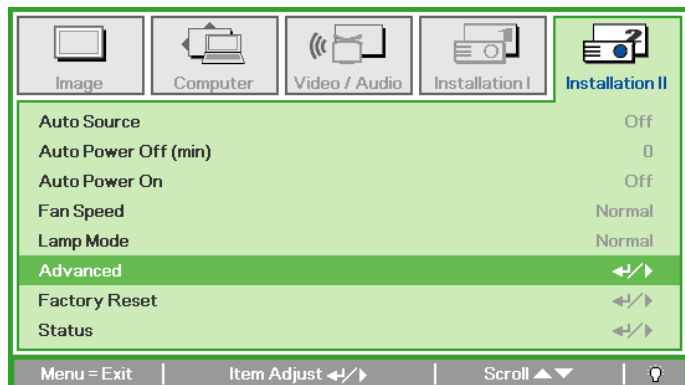 Image Computer Video / Audio Installation I Installation II
Auto Source Off
Auto Power Off (min) 0
Auto Power On Off
Fan Speed Normal
Lamp Mode Normal
Advanced
Factory Reset
Status
Menu = Exit Item Adjust Scroll